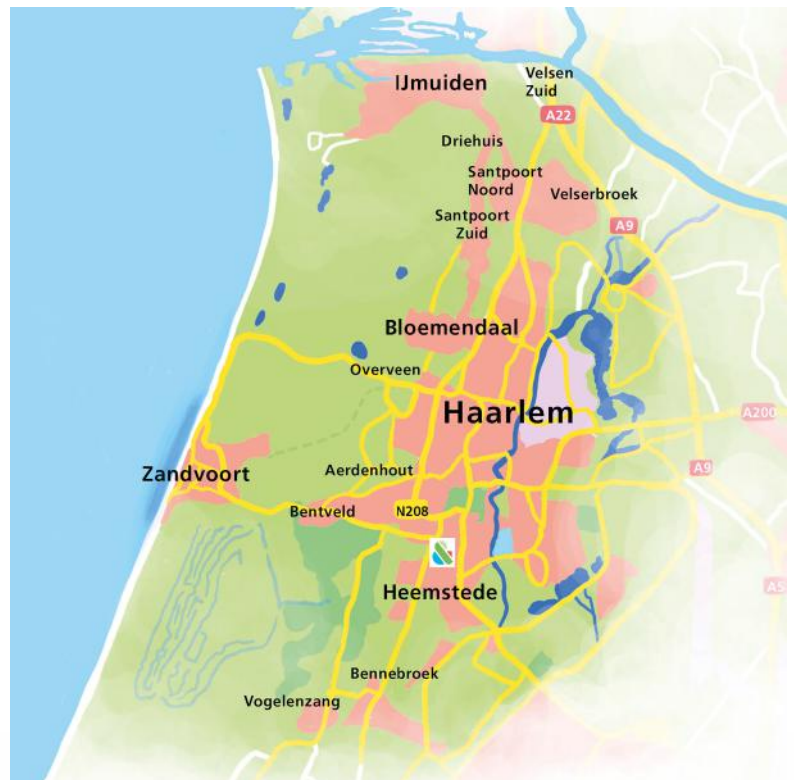 IJmuiden
Velsen
Zuid
A22
Driehuis
Santpoort
Noord
Velserbroek
Santpoort
Zuid
A9
Bloemendaal
Overveen
Haarlem
A200
Zandvoort
Aerdenhout
A9
Bentveld
N208
Heemstede
A5
Bennebroek
Vogelenzang